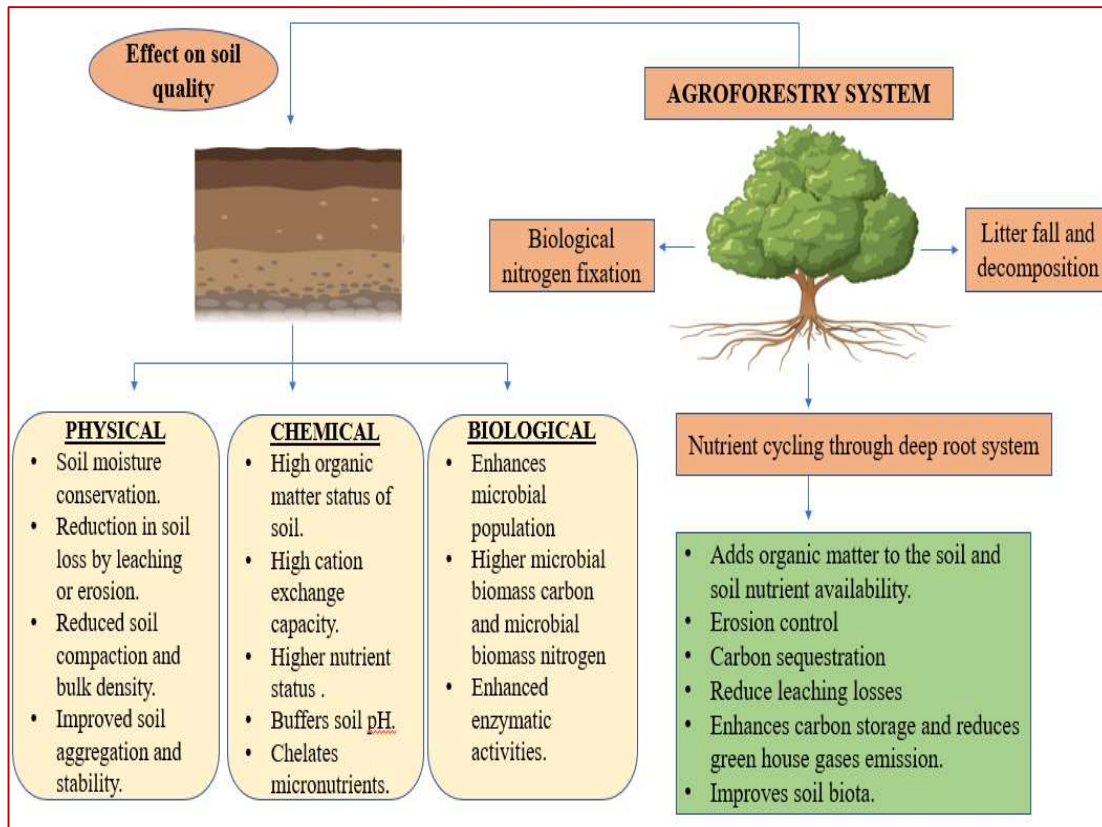 Effect on soil
quality
AGROFORESTRY SYSTEM
Biological
nitrogen fixation
Litter fall and
decomposition
PHYSICAL
• Soil moisture
conservation.
• Reduction in soil
loss by leaching
or erosion.
• Reduced soil
compaction and
bulk density.
• Improved soil
aggregation and
stability.
CHEMICAL
• High organic
matter status of
soil.
• High cation
exchange
capacity.
• Higher nutrient
status .
• Buffers soil pH.
• Chelates
micronutrients.
BIOLOGICAL
• Enhances
microbial
population
• Higher microbial
biomass carbon
and microbial
biomass nitrogen
• Enhanced
enzymatic
activities.
Nutrient cycling through deep root system
• Adds organic matter to the soil and
soil nutrient availability.
• Erosion control
• Carbon sequestration
• Reduce leaching losses
• Enhances carbon storage and reduces
green house gases emission.
• Improves soil biota.